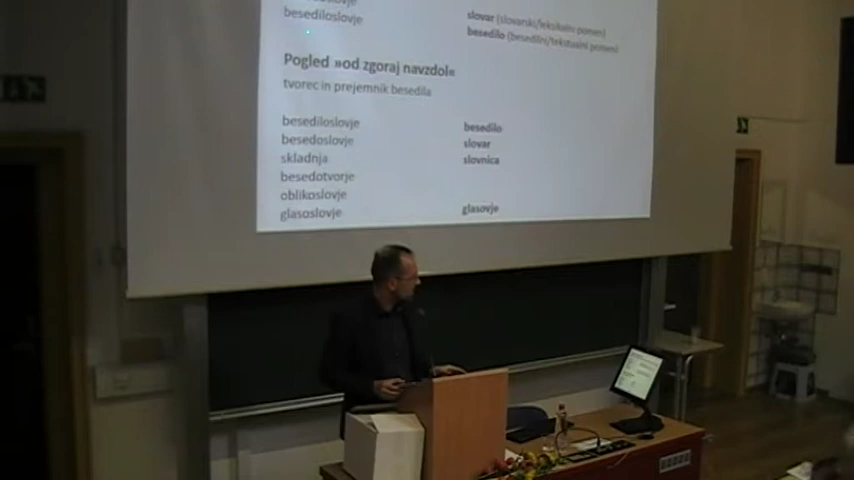 besediloslovje
slovar (slovarski/leksikalni pomen)
besedilo (besedilni/tekstualni pomen)
Pogled »od zgoraj navzdol«
tvorec in prejemnik besedila
besediloslovje besedilo
besedoslovje slovar
skladnja slovnica
besedotvorje
oblikoslovje
glasoslovje glasovje